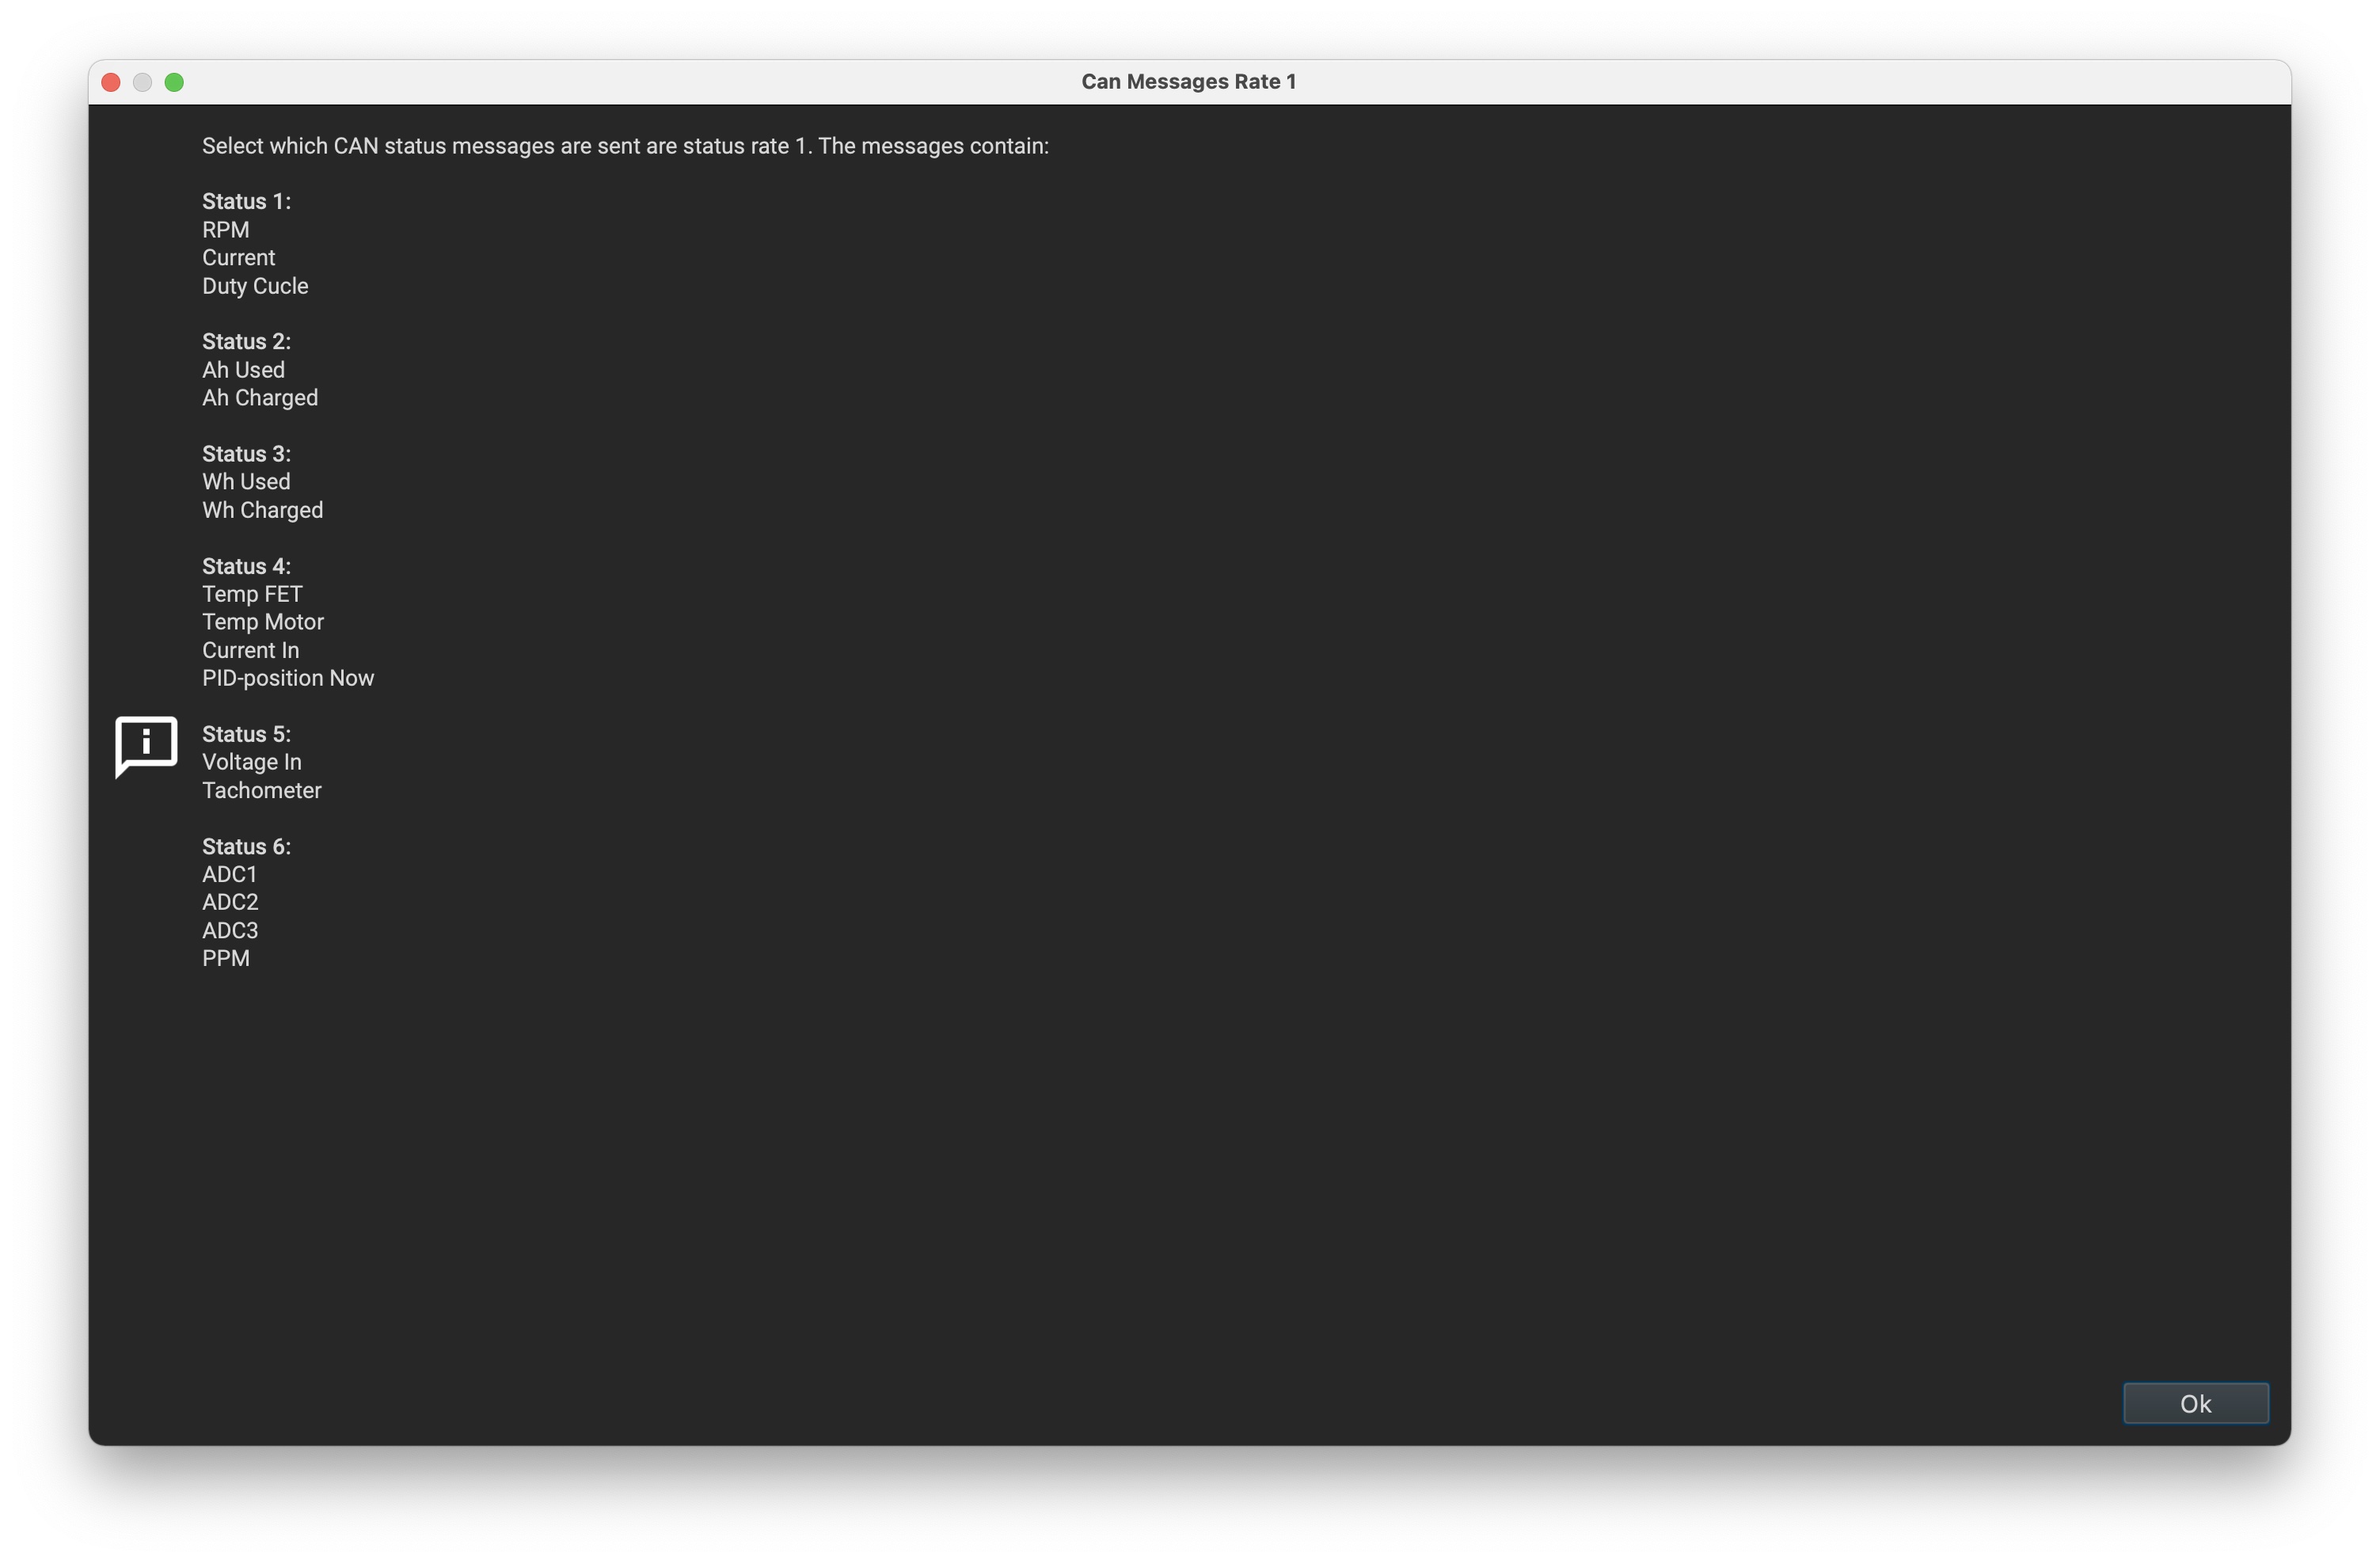 Can Messages Rate 1
Select which CAN status messages are sent are status rate 1. The messages contain:
Status 1:
RPM
Current
Duty Cucle
Status 2:
Ah Used
Ah Charged
Status 3:
Wh Used
Wh Charged
Status 4:
Temp FET
Temp Motor
Current In
PID-position Now
Status 5:
Voltage In
Tachometer
Status 6:
ADC1
ADC2
ADC3
PPM
Ok